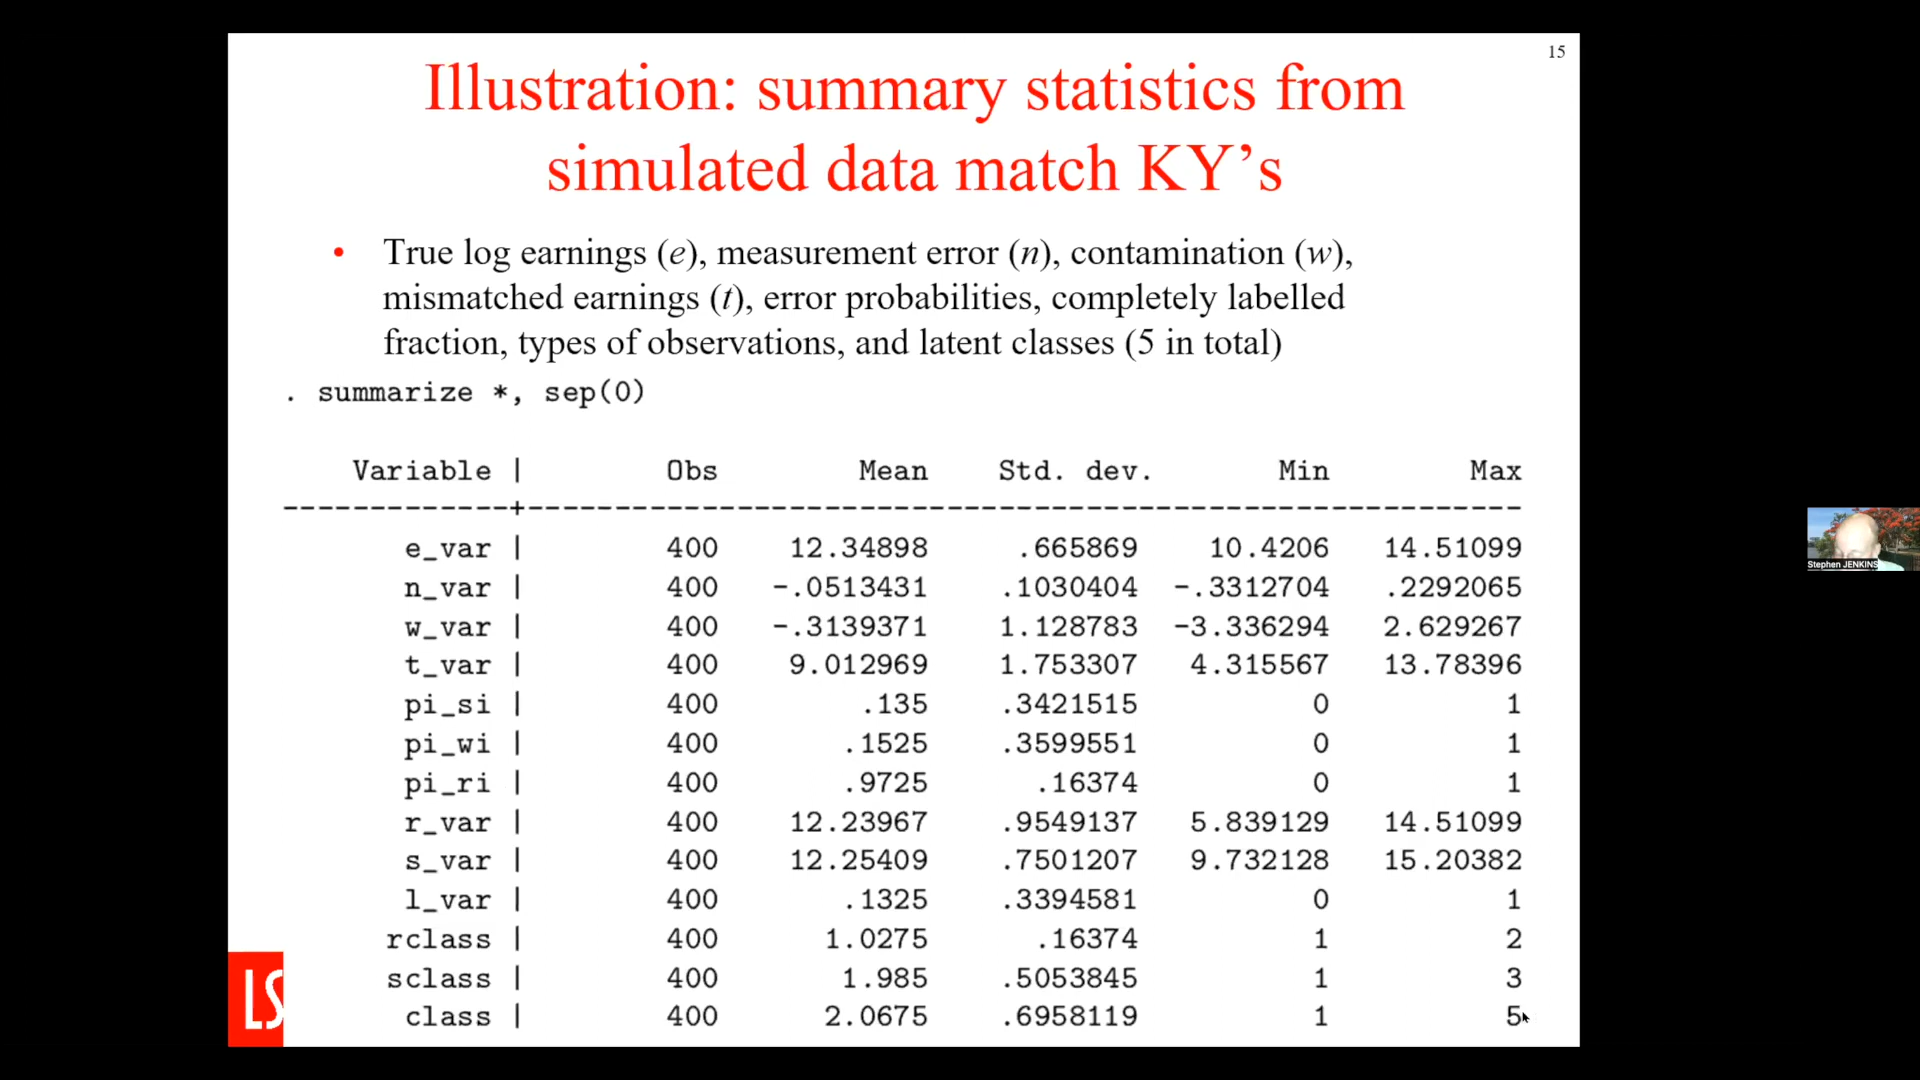 15
Illustration: summary statistics from
simulated data match KY’s
• True log earnings (e), measurement error (n), contamination (w),
mismatched earnings (t), error probabilities, completely labelled
fraction, types of observations, and latent classes (5 in total)
. summarize *, sep(0)
Variable | Obs Mean Std. dev. Min Max
-------------+---------------------------------------------------------
e_var | 400 12.34898 .665869 10.4206 14.51099
n_var | 400 -.0513431 .1030404 -.3312704 .2292065
w_var | 400 -.3139371 1.128783 -3.336294 2.629267
t_var | 400 9.012969 1.753307 4.315567 13.78396
pi_si | 400 .135 .3421515 0 1
pi_wi | 400 .1525 .3599551 0 1
pi_ri | 400 .9725 .16374 0 1
r_var | 400 12.23967 .9549137 5.839129 14.51099
s_var | 400 12.25409 .7501207 9.732128 15.20382
l_var | 400 .1325 .3394581 0 1
rclass | 400 1.0275 .16374 1 2
sclass | 400 1.985 .5053845 1 3
class | 400 2.0675 .6958119 1 5
LS
Stephen JENKINS